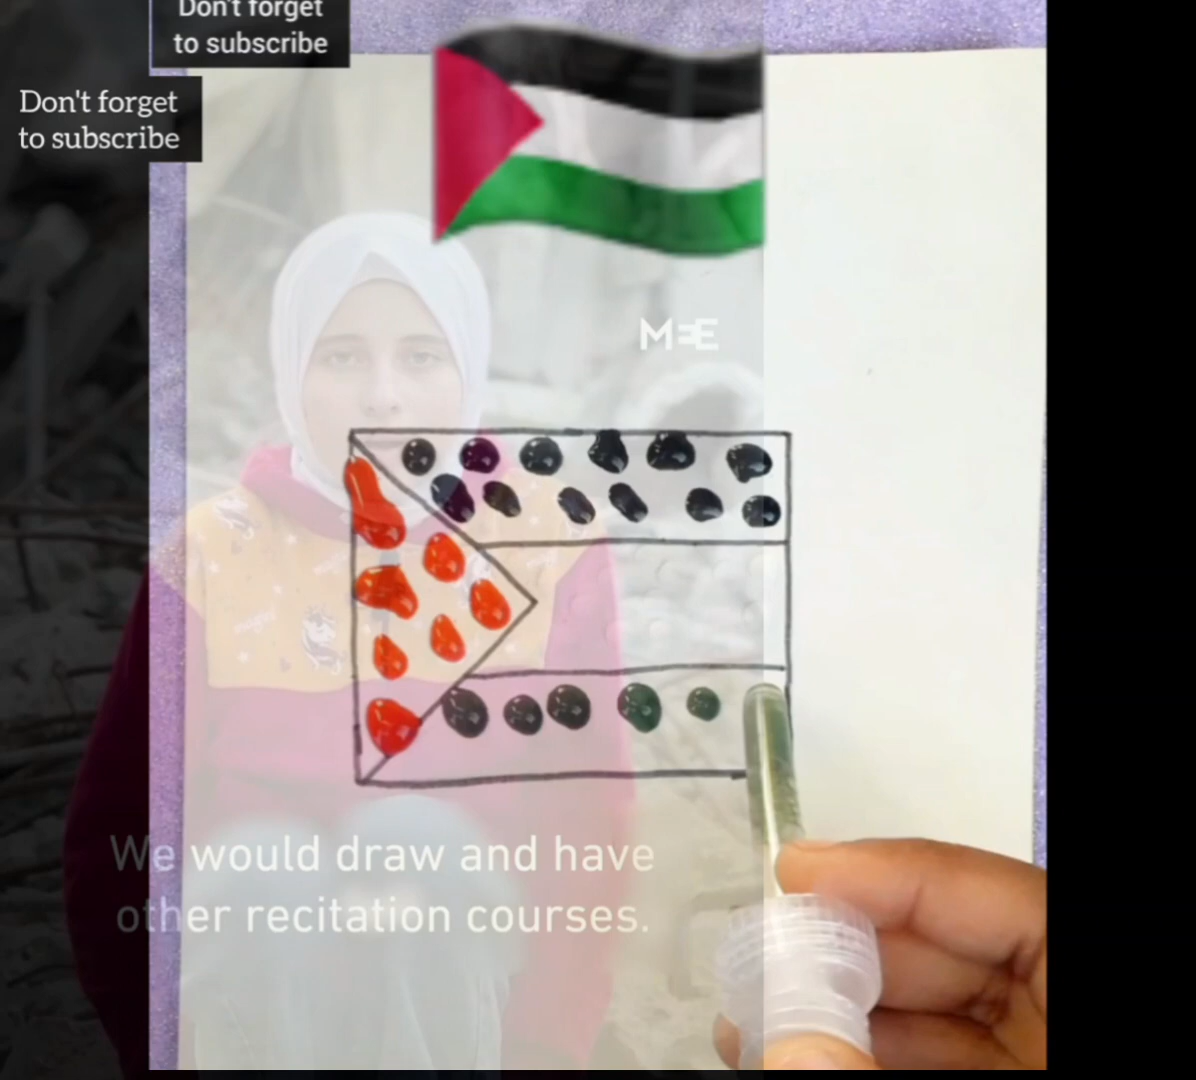 Don't forget
to subscribe
Don't forget
to subscribe
MEE
We would draw and have
other recitation courses.